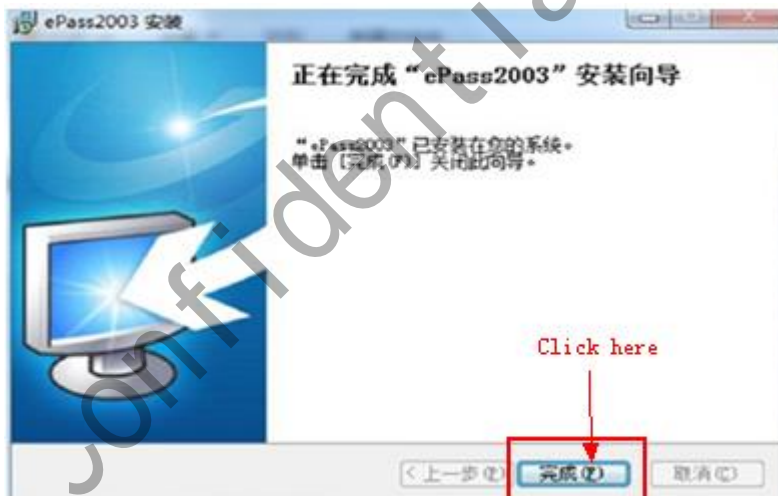 ePass2003 安装
正在完成“ePass2003”安装向导
“ePass2003”已安装在您的系统。
单击 [完成(F)] 关闭此向导。
Click here
<上一步(P)
完成(F)
取消(C)
Confidential